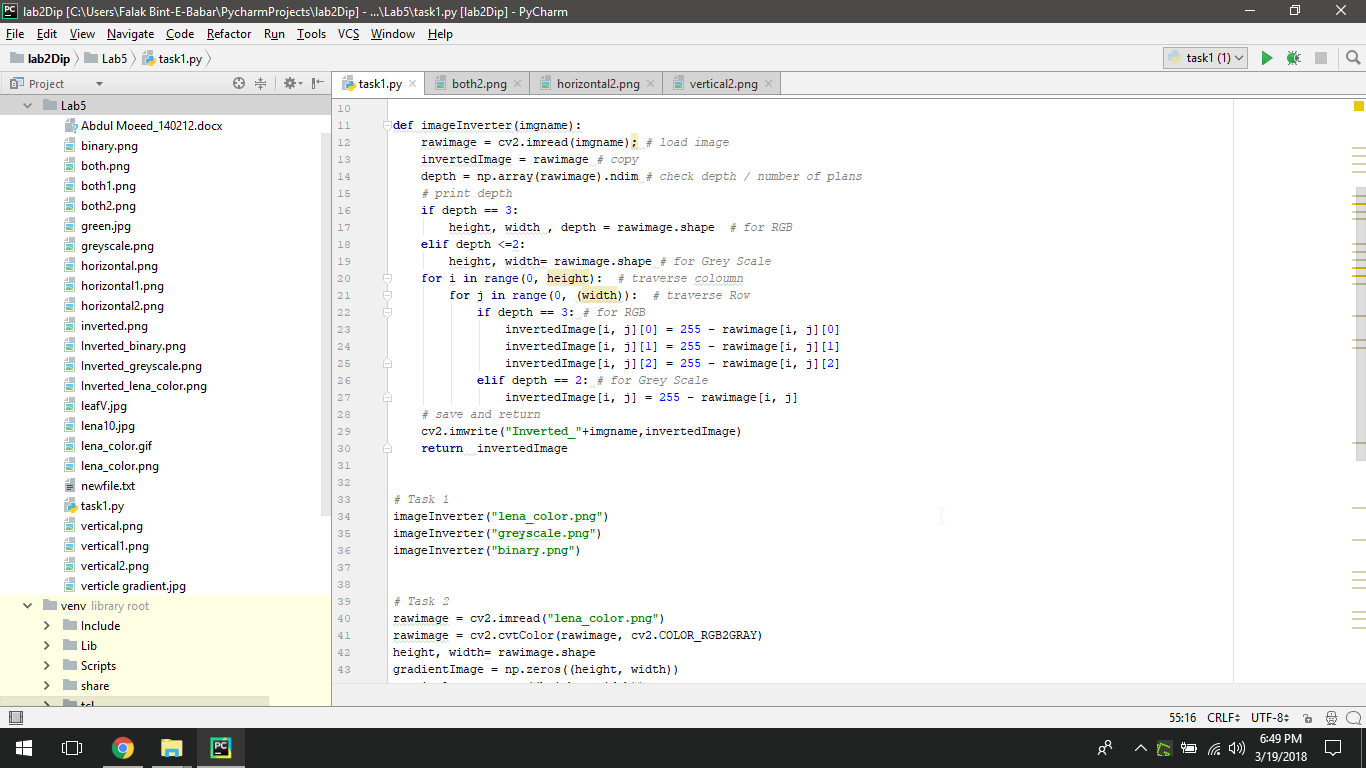 lab2Dip [C:\Users\Falak Bint-E-Babar\PycharmProjects\lab2Dip] - ...\Lab5\task1.py [lab2Dip] - PyCharm
File Edit View Navigate Code Refactor Run Tools VCS Window Help
lab2Dip Lab5 task1.py task1 (1)
Project task1.py both2.png horizontal2.png vertical2.png
Lab5
Abdul Moeed_140212.docx
binary.png
both.png
both1.png
both2.png
green.jpg
greyscale.png
horizontal.png
horizontal1.png
horizontal2.png
inverted.png
Inverted_binary.png
Inverted_greyscale.png
Inverted_lena_color.png
leafV.jpg
lena10.jpg
lena_color.gif
lena_color.png
newfile.txt
task1.py
vertical.png
vertical1.png
vertical2.png
verticle gradient.jpg
venv library root
Include
Lib
Scripts
share
tcl
10
11 def imageInverter(imgname):
12 rawimage = cv2.imread(imgname); # load image
13 invertedImage = rawimage # copy
14 depth = np.array(rawimage).ndim # check depth / number of plans
15 # print depth
16 if depth == 3:
17 height, width , depth = rawimage.shape # for RGB
18 elif depth <=2:
19 height, width= rawimage.shape # for Grey Scale
20 for i in range(0, height): # traverse coloumn
21 for j in range(0, (width)): # traverse Row
22 if depth == 3: # for RGB
23 invertedImage[i, j][0] = 255 - rawimage[i, j][0]
24 invertedImage[i, j][1] = 255 - rawimage[i, j][1]
25 invertedImage[i, j][2] = 255 - rawimage[i, j][2]
26 elif depth == 2: # for Grey Scale
27 invertedImage[i, j] = 255 - rawimage[i, j]
28 # save and return
29 cv2.imwrite("Inverted_"+imgname,invertedImage)
30 return invertedImage
31
32
33 # Task 1
34 imageInverter("lena_color.png")
35 imageInverter("greyscale.png")
36 imageInverter("binary.png")
37
38
39 # Task 2
40 rawimage = cv2.imread("lena_color.png")
41 rawimage = cv2.cvtColor(rawimage, cv2.COLOR_RGB2GRAY)
42 height, width= rawimage.shape
43 gradientImage = np.zeros((height, width))
55:16 CRLF UTF-8
6:49 PM
3/19/2018